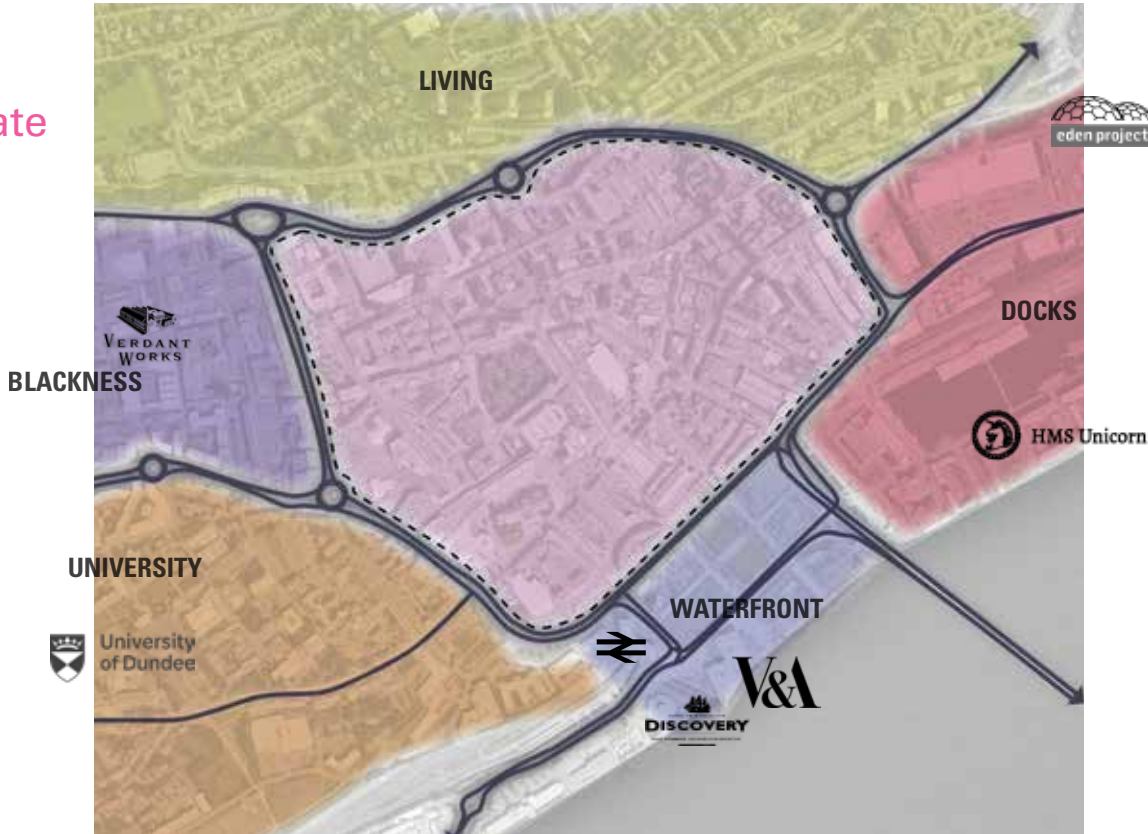 LIVING
ate
eden project
VERDANT
WORKS
DOCKS
BLACKNESS
HMS Unicorn
UNIVERSITY
WATERFRONT
University
of Dundee
V&A
DISCOVERY